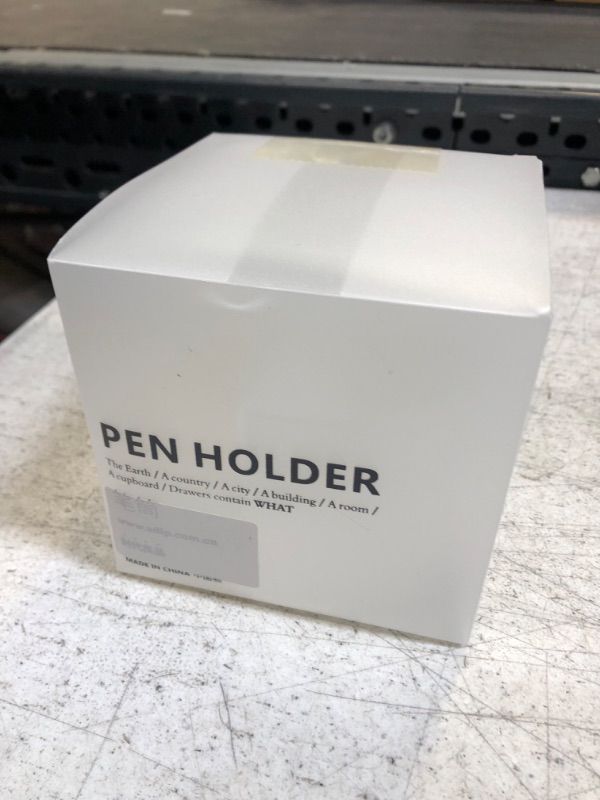 PEN HOLDER
The Earth / A country / A city / A building / A room /
A cupboard / Drawers contain WHAT
MADE IN CHINA